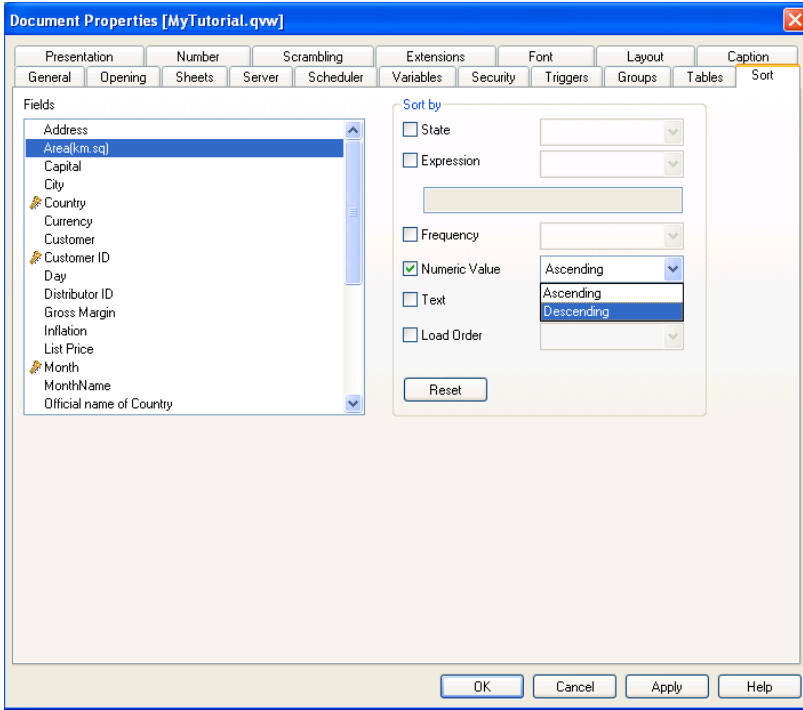 Document Properties [MyTutorial.qvw]
Presentation Number Scrambling Extensions Font Layout Caption
General Opening Sheets Server Scheduler Variables Security Triggers Groups Tables Sort
Fields
Address
Area(km.sq)
Capital
City
Country
Currency
Customer
Customer ID
Day
Distributor ID
Gross Margin
Inflation
List Price
Month
MonthName
Official name of Country
Sort by
State
Expression
Frequency
Numeric Value Ascending
Ascending
Text
Descending
Load Order
Reset
OK Cancel Apply Help